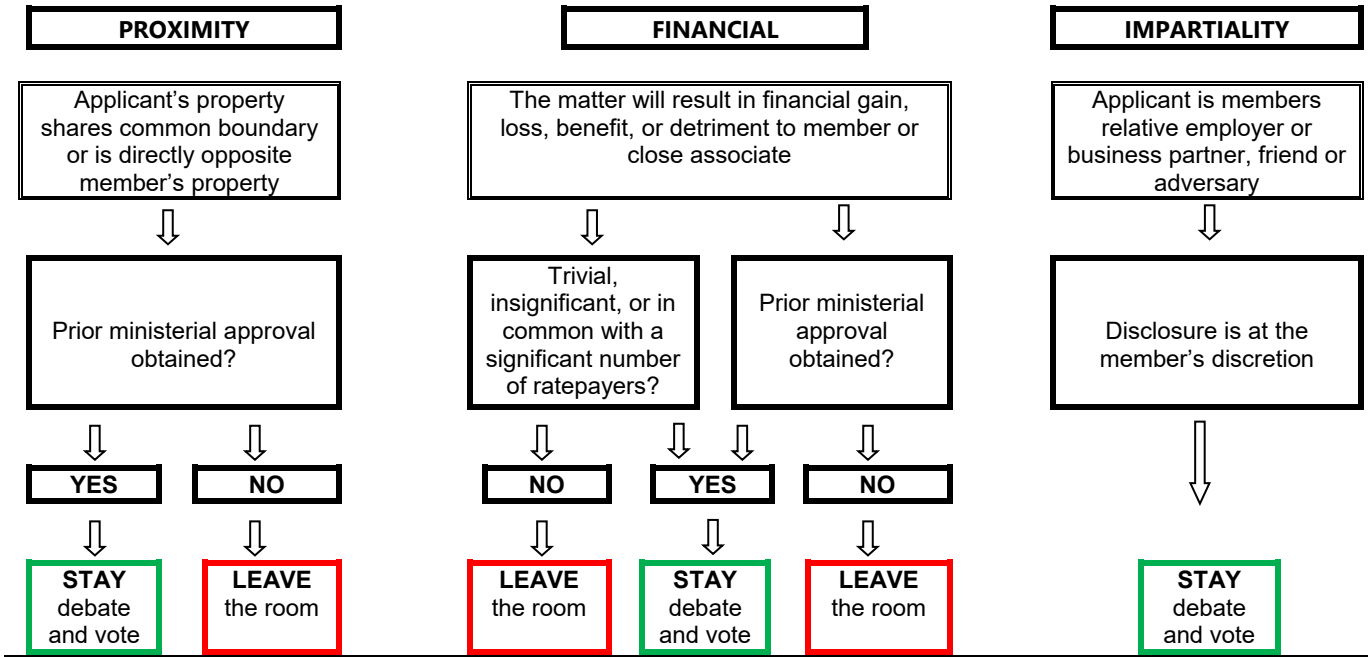 PROXIMITY
FINANCIAL
IMPARTIALITY
Applicant's property
shares common boundary
or is directly opposite
member's property
The matter will result in financial gain,
loss, benefit, or detriment to member or
close associate
Applicant is members
relative employer or
business partner, friend or
adversary
Prior ministerial approval
obtained?
Trivial,
insignificant, or in
common with a
significant number
of ratepayers?
Prior ministerial
approval
obtained?
Disclosure is at the
member's discretion
YES
NO
NO
YES
NO
STAY
debate
and vote
LEAVE
the room
LEAVE
the room
STAY
debate
and vote
LEAVE
the room
STAY
debate
and vote